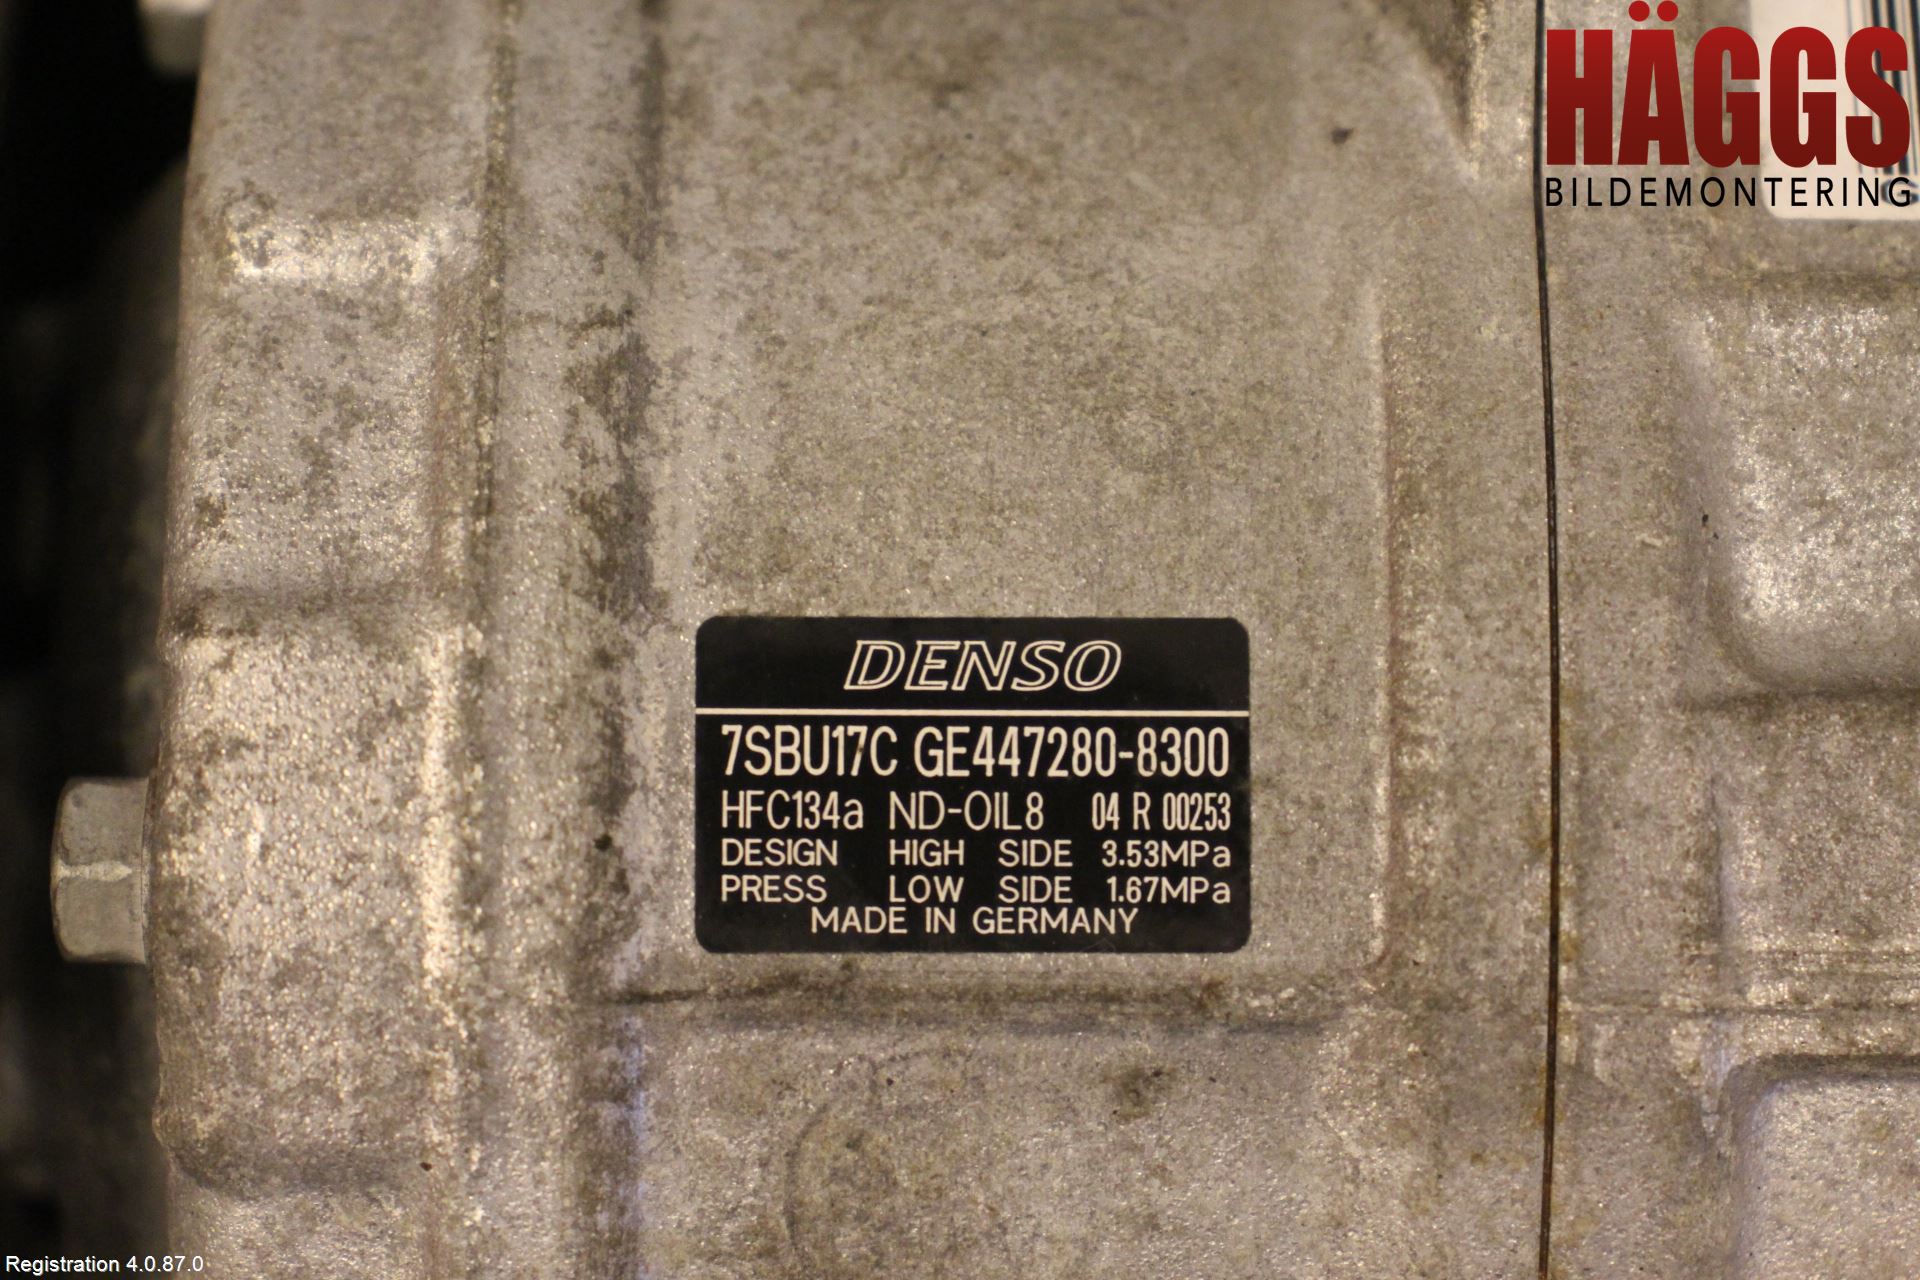 HÄGGS
BILDEMONTERING
DENSO
7SBU17C GE447280-8300
HFC134a ND-OIL8 04 R 00253
DESIGN HIGH SIDE 3.53MPa
PRESS LOW SIDE 1.67MPa
MADE IN GERMANY
Registration 4.0.87.0